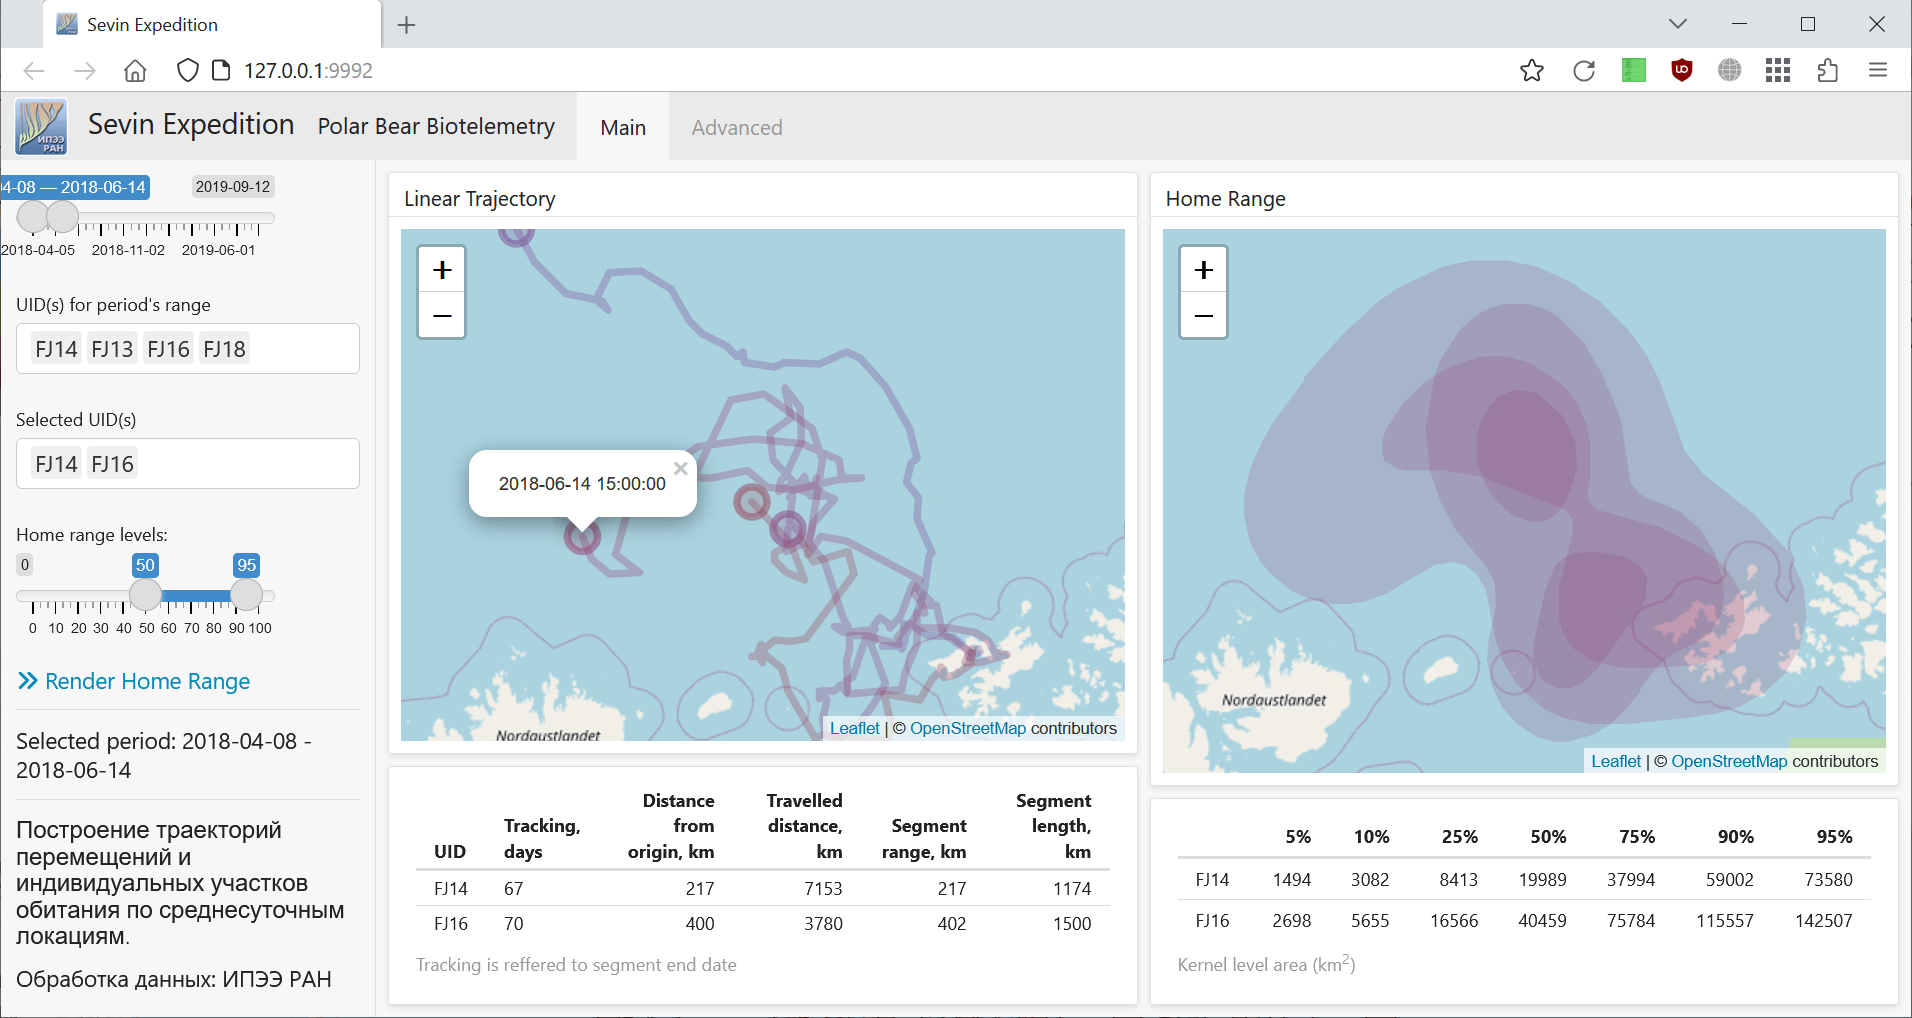 Sevin Expedition
127.0.0.1:9992
ИПЭЭ
РАН
Sevin Expedition
Polar Bear Biotelemetry
Main
Advanced
4-08 — 2018-06-14
2019-09-12
2018-04-05 2018-11-02 2019-06-01
UID(s) for period's range
FJ14 FJ13 FJ16 FJ18
Selected UID(s)
FJ14 FJ16
Home range levels:
0 50 95
0 10 20 30 40 50 60 70 80 90 100
Render Home Range
Selected period: 2018-04-08 -
2018-06-14
Построение траекторий
перемещений и
индивидуальных участков
обитания по среднесуточным
локациям.
Обработка данных: ИПЭЭ РАН
Linear Trajectory
+
−
2018-06-14 15:00:00
×
Nordaustlandet
Leaflet | © OpenStreetMap contributors
UID Tracking, days Distance from origin, km Travelled distance, km Segment range, km Segment length, km
FJ14 67 217 7153 217 1174
FJ16 70 400 3780 402 1500
Tracking is reffered to segment end date
Home Range
+
−
Nordaustlandet
Leaflet | © OpenStreetMap contributors
5% 10% 25% 50% 75% 90% 95%
FJ14 1494 3082 8413 19989 37994 59002 73580
FJ16 2698 5655 16566 40459 75784 115557 142507
Kernel level area (km²)